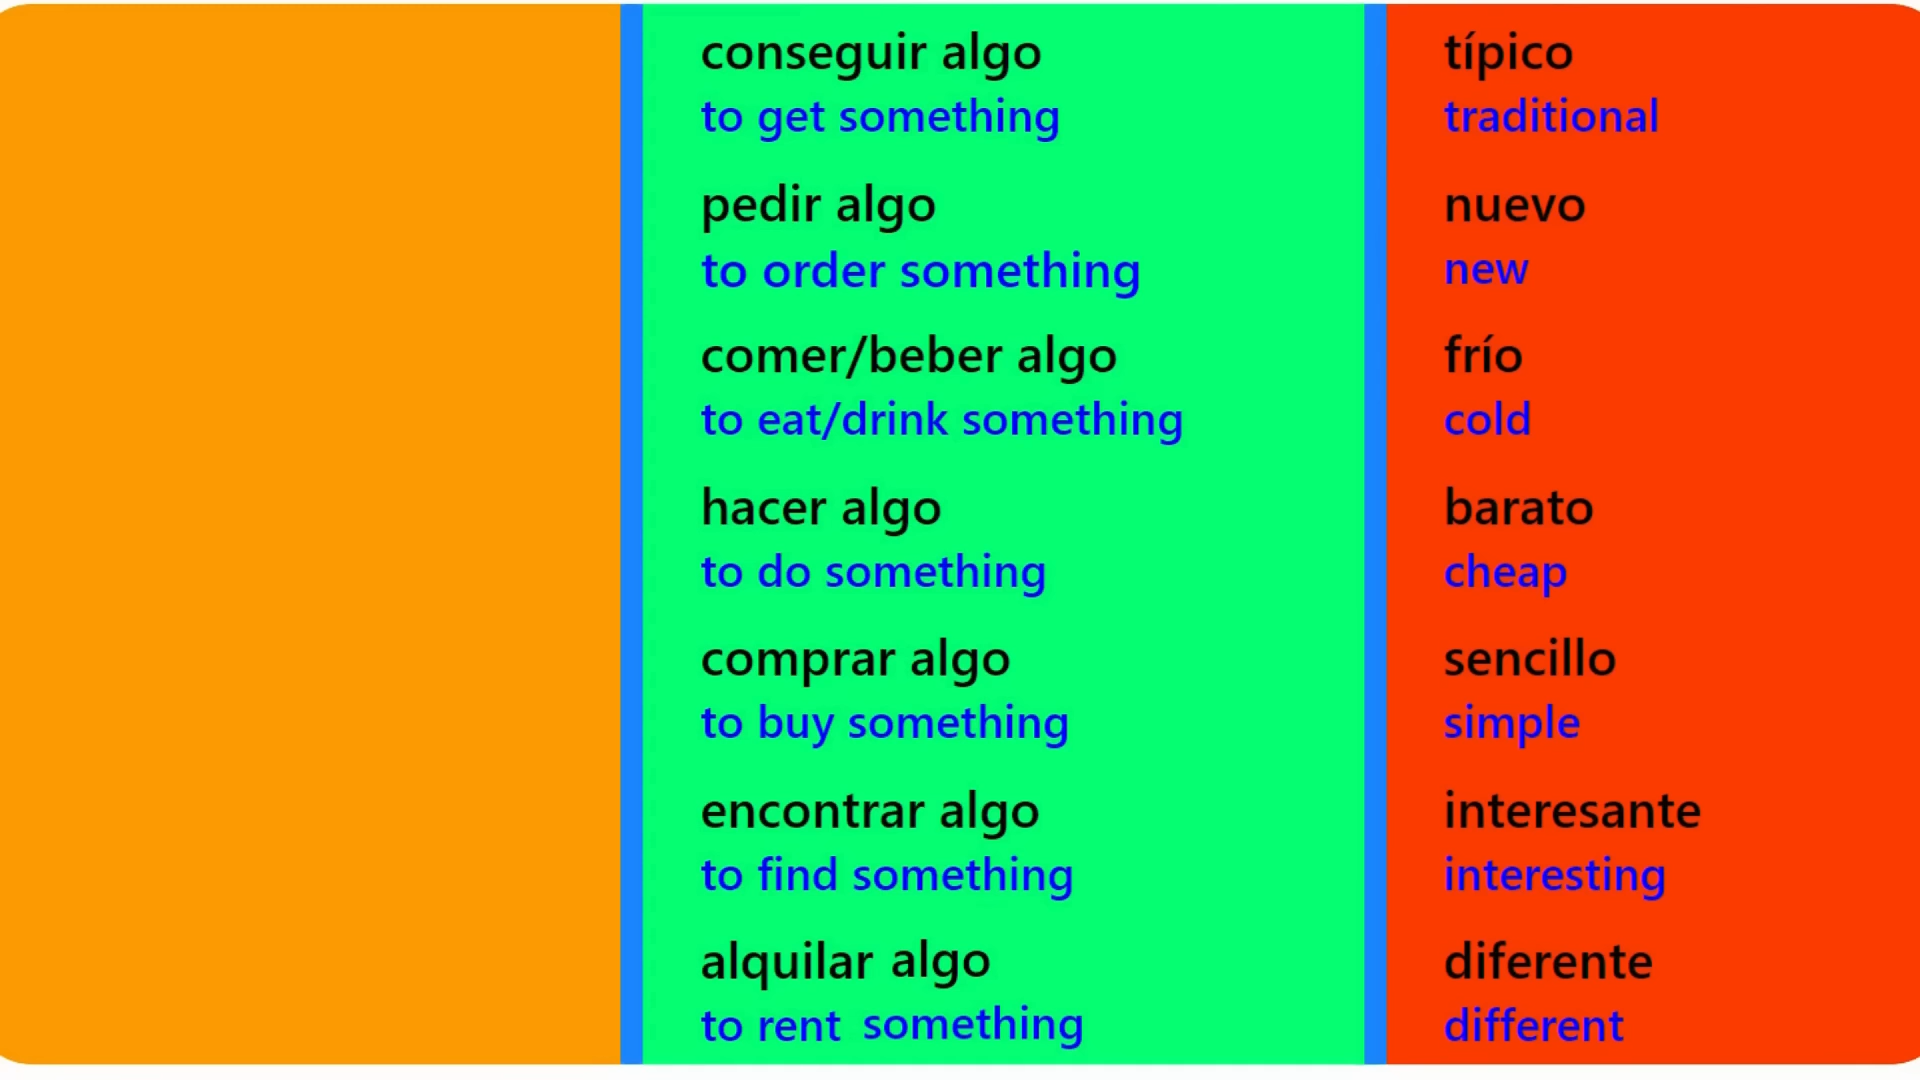 conseguir algo
to get something
pedir algo
to order something
comer/beber algo
to eat/drink something
hacer algo
to do something
comprar algo
to buy something
encontrar algo
to find something
alquilar algo
to rent something
típico
traditional
nuevo
new
frío
cold
barato
cheap
sencillo
simple
interesante
interesting
diferente
different